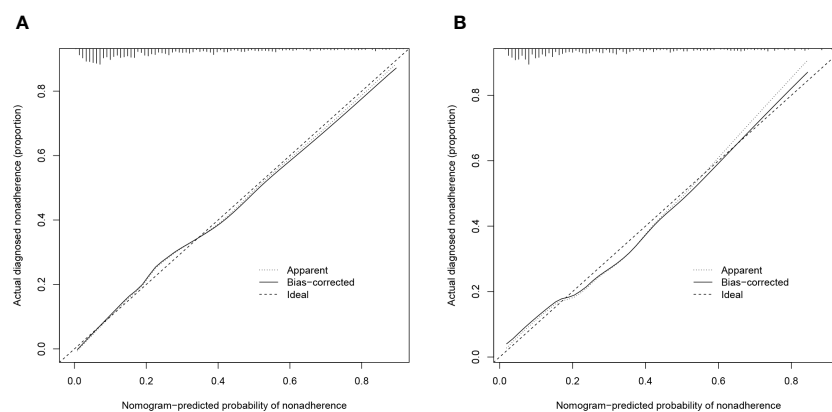 A
Actual diagnosed nonadherence (proportion)
0.8
0.6
0.4
0.2
0.0
Apparent
Bias−corrected
Ideal
0.0 0.2 0.4 0.6 0.8
Nomogram−predicted probability of nonadherence
B
Actual diagnosed nonadherence (proportion)
0.8
0.6
0.4
0.2
0.0
Apparent
Bias−corrected
Ideal
0.0 0.2 0.4 0.6 0.8
Nomogram−predicted probability of nonadherence